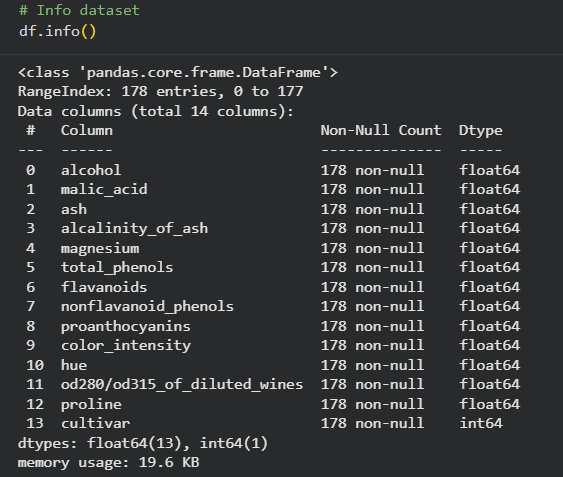 # Info dataset
df.info()
<class 'pandas.core.frame.DataFrame'>
RangeIndex: 178 entries, 0 to 177
Data columns (total 14 columns):
 #   Column                        Non-Null Count  Dtype
---  ------                        --------------  -----
 0   alcohol                       178 non-null    float64
 1   malic_acid                    178 non-null    float64
 2   ash                           178 non-null    float64
 3   alcalinity_of_ash             178 non-null    float64
 4   magnesium                     178 non-null    float64
 5   total_phenols                 178 non-null    float64
 6   flavanoids                    178 non-null    float64
 7   nonflavanoid_phenols          178 non-null    float64
 8   proanthocyanins               178 non-null    float64
 9   color_intensity               178 non-null    float64
 10  hue                           178 non-null    float64
 11  od280/od315_of_diluted_wines  178 non-null    float64
 12  proline                       178 non-null    float64
 13  cultivar                      178 non-null    int64
dtypes: float64(13), int64(1)
memory usage: 19.6 KB